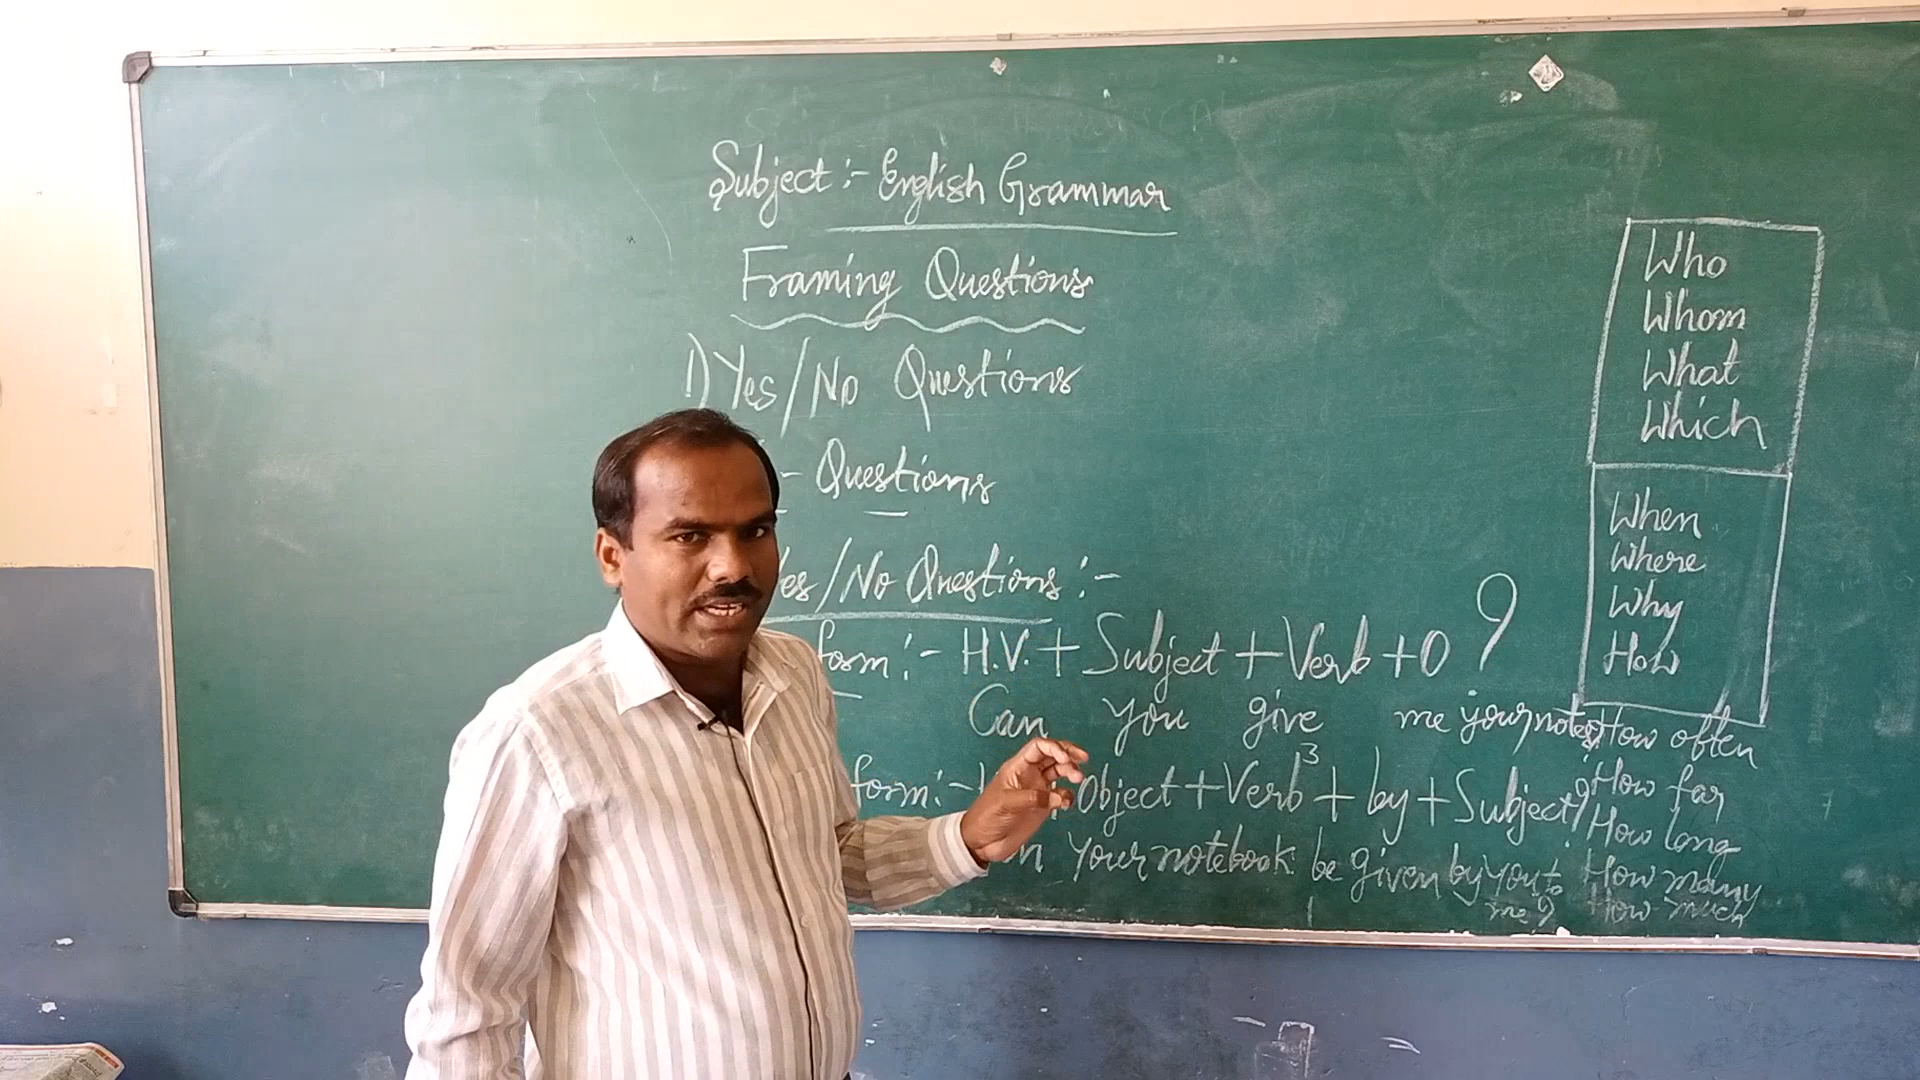 Subject :- English Grammar
Framing Questions
1) Yes/No Questions
- Questions
Yes/No Questions :-
form :- H.V. + Subject + Verb + O ?
Can you give me your notes?
form :- Object + Verb3 + by + Subject?
Your notebook be given by you to
me?
Who
Whom
What
Which
When
Where
Why
How
How often
How far
How long
How many
How much